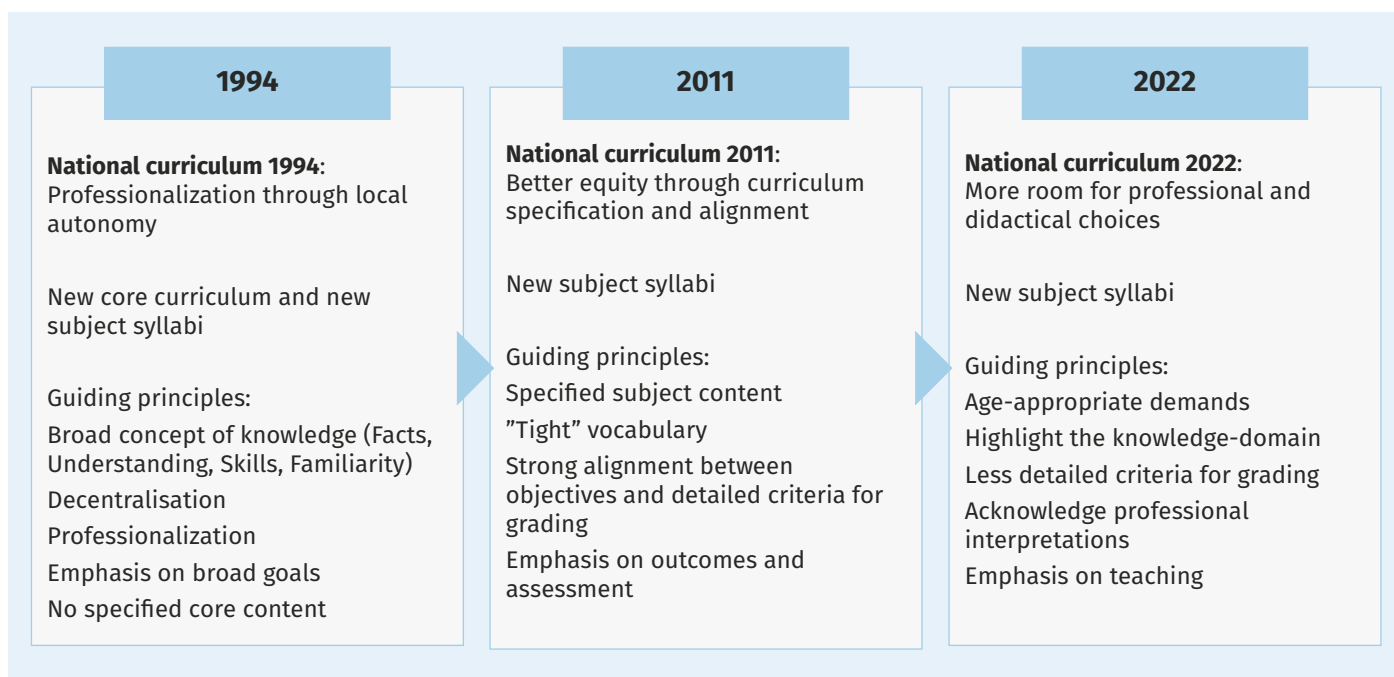 1994
National curriculum 1994:
Professionalization through local
autonomy
New core curriculum and new
subject syllabi
Guiding principles:
Broad concept of knowledge (Facts,
Understanding, Skills, Familiarity)
Decentralisation
Professionalization
Emphasis on broad goals
No specified core content
2011
National curriculum 2011:
Better equity through curriculum
specification and alignment
New subject syllabi
Guiding principles:
Specified subject content
”Tight” vocabulary
Strong alignment between
objectives and detailed criteria for
grading
Emphasis on outcomes and
assessment
2022
National curriculum 2022:
More room for professional and
didactical choices
New subject syllabi
Guiding principles:
Age-appropriate demands
Highlight the knowledge-domain
Less detailed criteria for grading
Acknowledge professional
interpretations
Emphasis on teaching